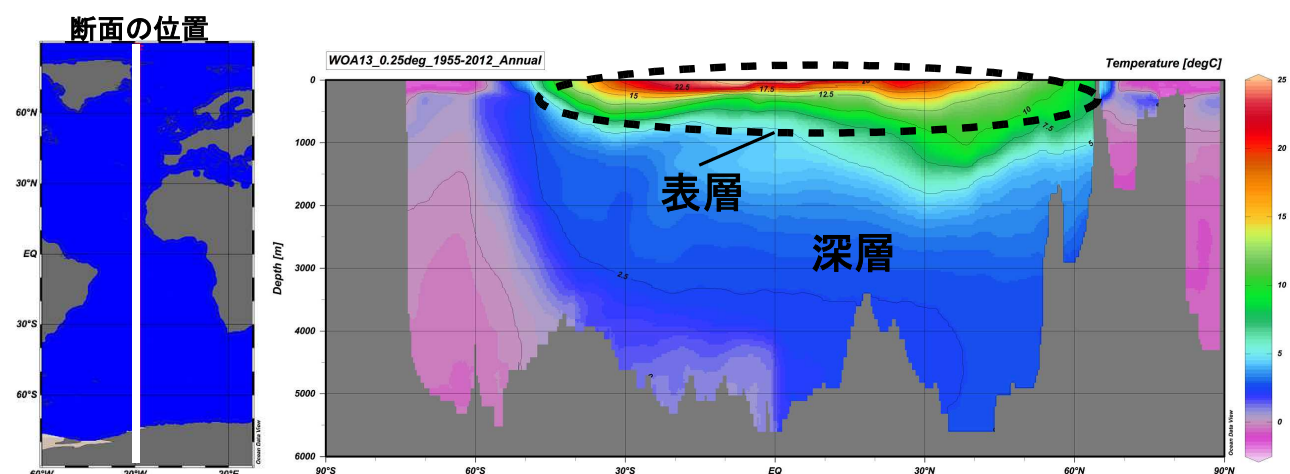 断面の位置
60°N
30°N
EQ
30°S
60°S
60°W
30°W
30°E
Ocean Data View
WOA13_0.25deg_1955-2012_Annual
Temperature [degC]
Depth [m]
0
1000
2000
3000
4000
5000
6000
90°S
60°S
30°S
EQ
30°N
60°N
90°N
15
22.5
17.5
12.5
10
7.5
5
2.5
表層
深層
Ocean Data View
25
20
15
10
5
0